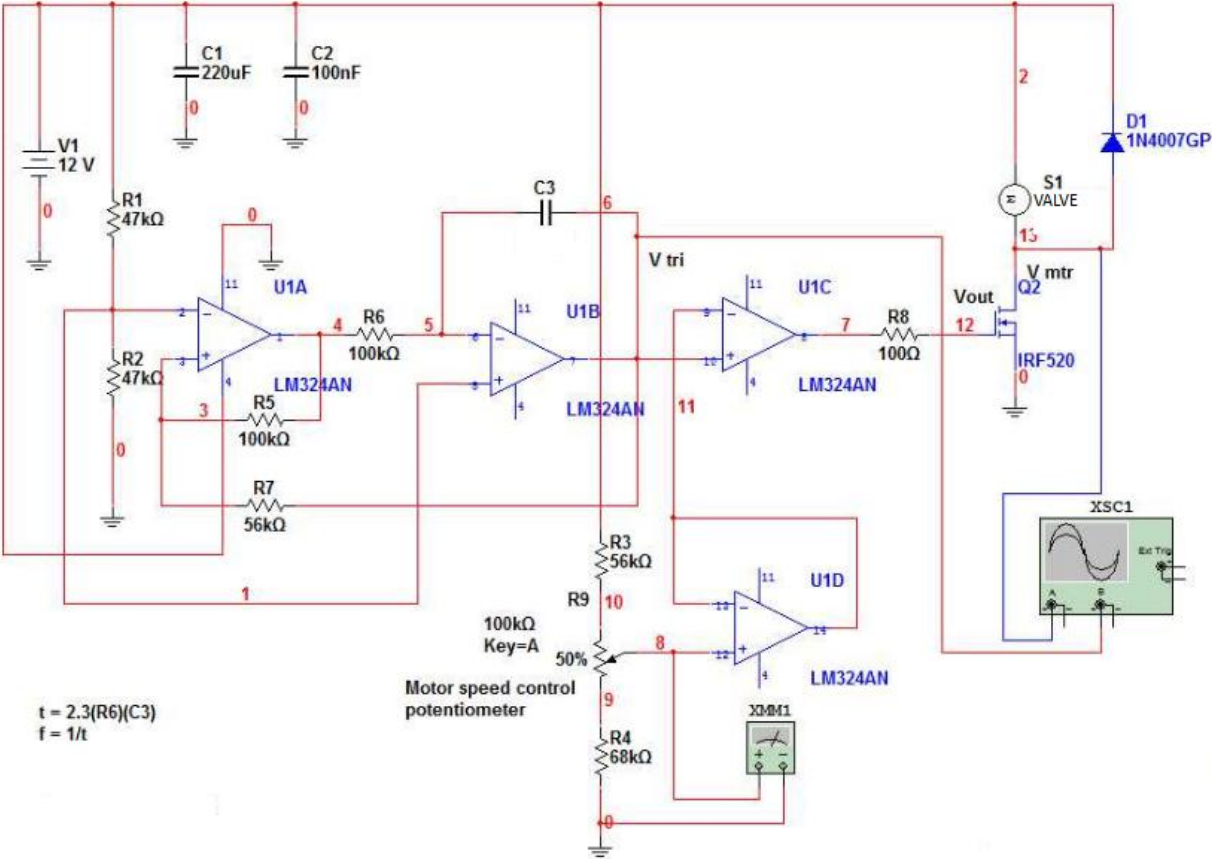 C1
220uF
C2
100nF
2
0
0
D1
1N4007GP
V1
12 V
0
R1
47kΩ
0
C3
6
S1
VALVE
V tri
V mtr
Q2
11
U1A
2
3
1
4
LM324AN
4
R6
100kΩ
5
11
U1B
7
4
LM324AN
11
U1C
9
10
8
4
LM324AN
7
R8
100Ω
Vout
12
IRF520
0
R2
47kΩ
0
3
R5
100kΩ
R7
56kΩ
11
1
R3
56kΩ
R9
10
100kΩ
Key=A
50%
Motor speed control
potentiometer
8
9
R4
68kΩ
0
11
U1D
13
12
14
4
LM324AN
XMM1
+
−
XSC1
Ext Trig
A
B
t = 2.3(R6)(C3)
f = 1/t